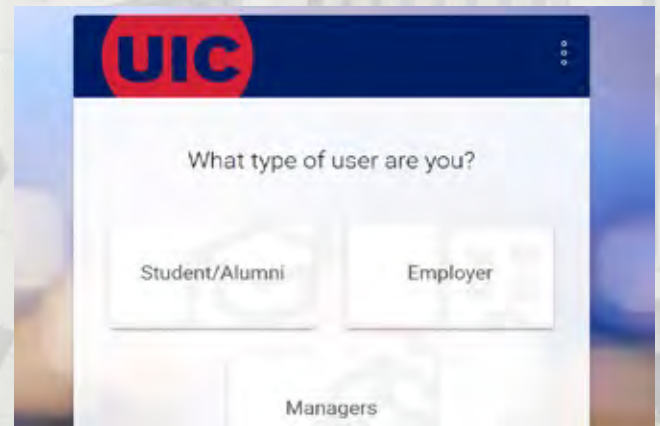 UIC
What type of user are you?
Student/Alumni
Employer
Managers